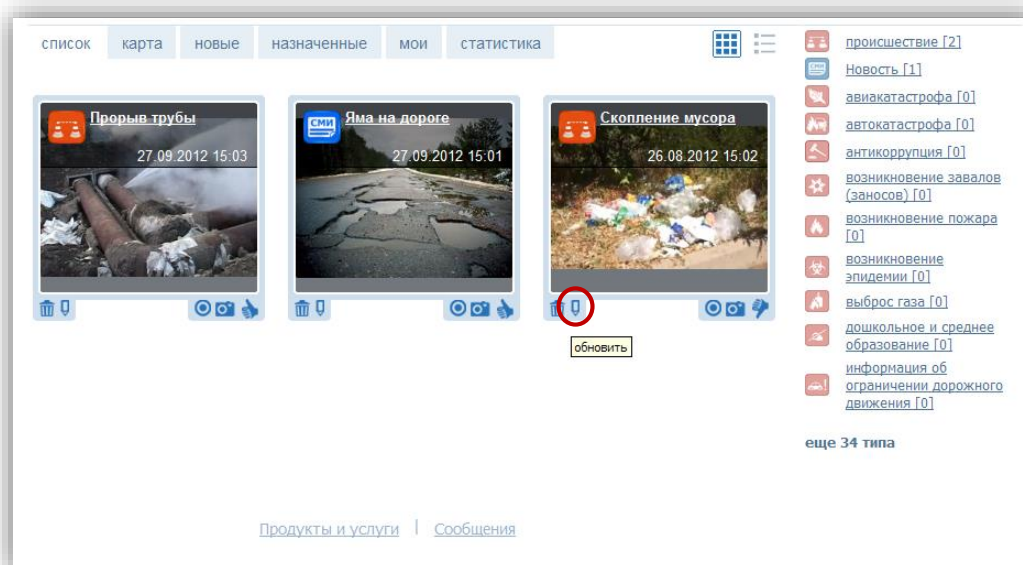 список карта новые назначенные мои статистика
Прорыв трубы
27.09.2012 15:03
СМИ
Яма на дороге
27.09.2012 15:01
Скопление мусора
26.08.2012 15:02
обновить
происшествие [2]
СМИ
Новость [1]
авиакатастрофа [0]
автокатастрофа [0]
антикоррупция [0]
возникновение завалов
(заносов) [0]
возникновение пожара
[0]
возникновение
эпидемии [0]
выброс газа [0]
дошкольное и среднее
образование [0]
информация об
ограничении дорожного
движения [0]
еще 34 типа
Продукты и услуги | Сообщения